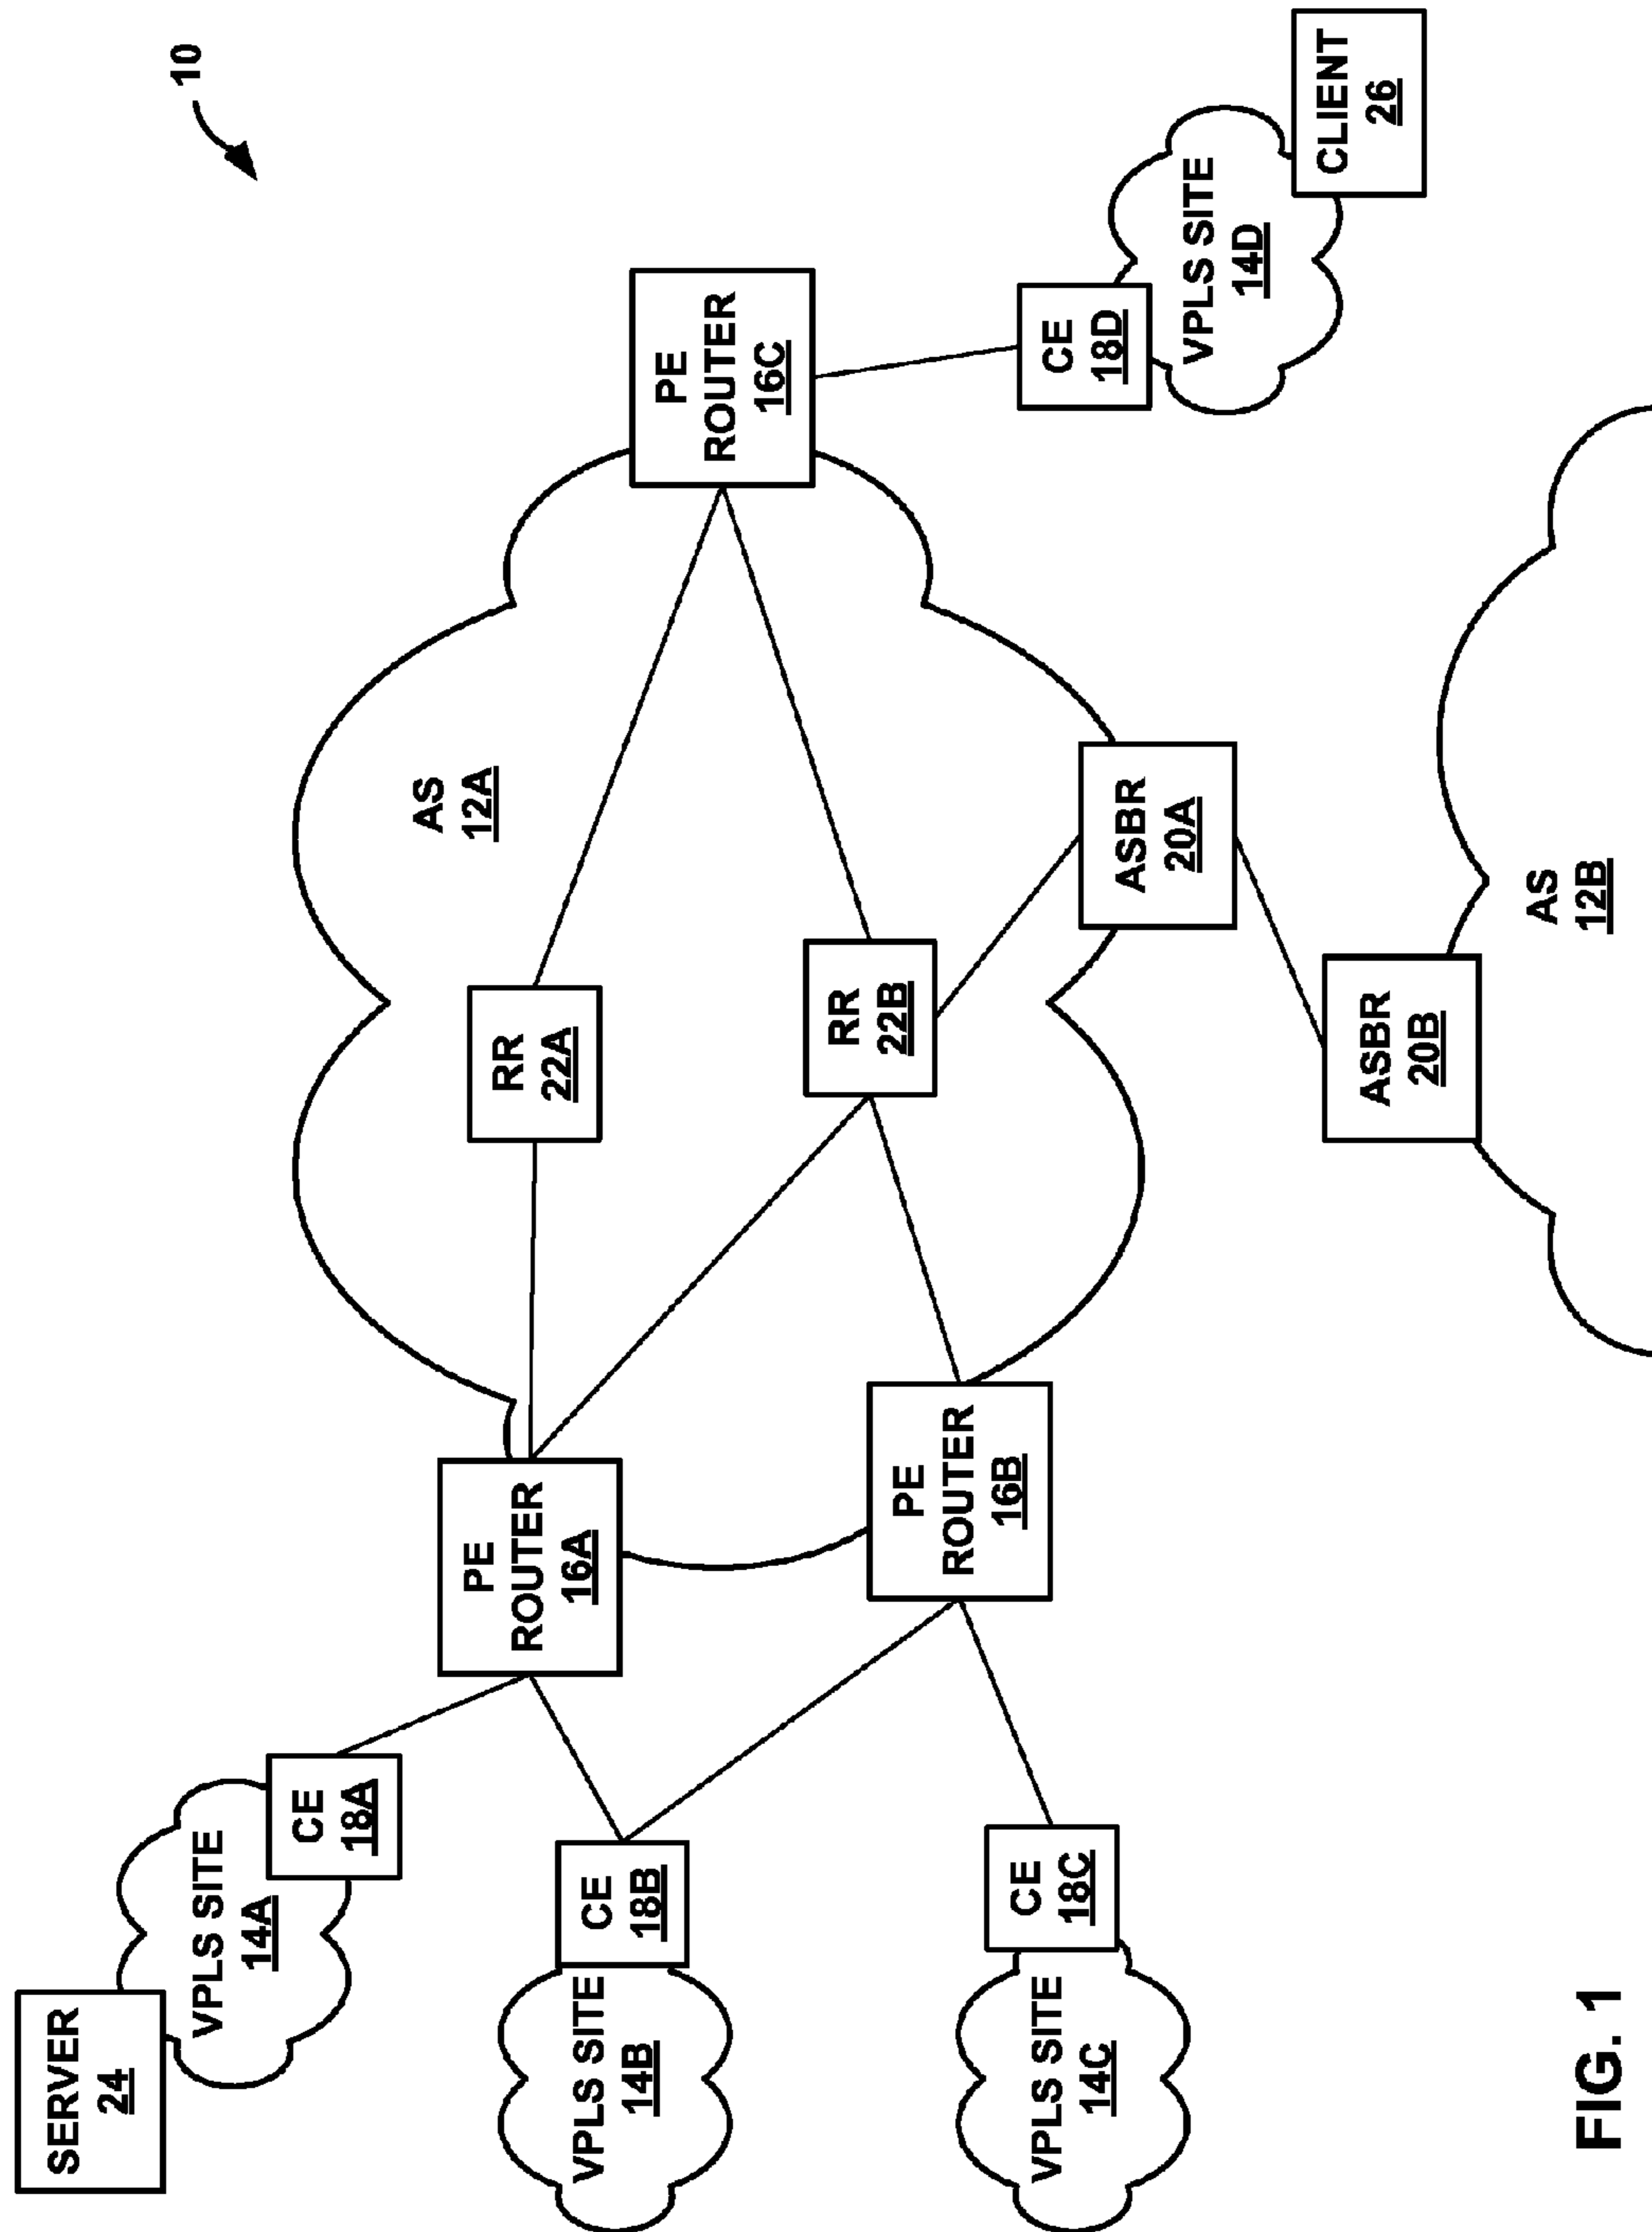 10
SERVER
24
VPLS SITE
14A
CE
18A
PE
ROUTER
16A
AS
12A
RR
22A
PE
ROUTER
16C
VPLS SITE
14B
CE
18B
RR
22B
PE
ROUTER
16B
CE
18D
VPLS SITE
14D
CLIENT
26
VPLS SITE
14C
CE
18C
ASBR
20A
ASBR
20B
AS
12B
FIG. 1